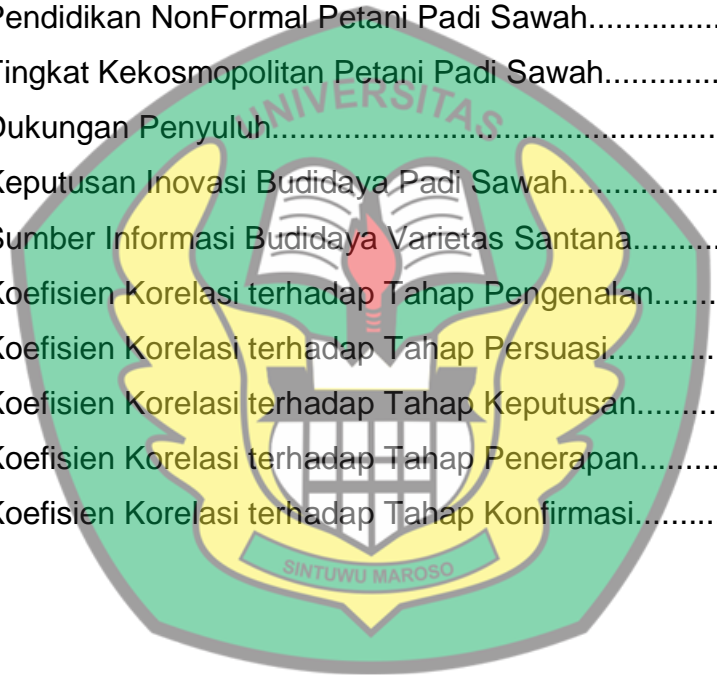 Pendidikan NonFormal Petani Padi Sawah...............
Tingkat Kekosmopolitan Petani Padi Sawah.............
Dukungan Penyuluh..................................................
Keputusan Inovasi Budidaya Padi Sawah.................
Sumber Informasi Budidaya Varietas Santana..........
Koefisien Korelasi terhadap Tahap Pengenalan........
Koefisien Korelasi terhadap Tahap Persuasi............
Koefisien Korelasi terhadap Tahap Keputusan.........
Koefisien Korelasi terhadap Tahap Penerapan.........
Koefisien Korelasi terhadap Tahap Konfirmasi.........
UNIVERSITAS
SINTUWU MAROSO